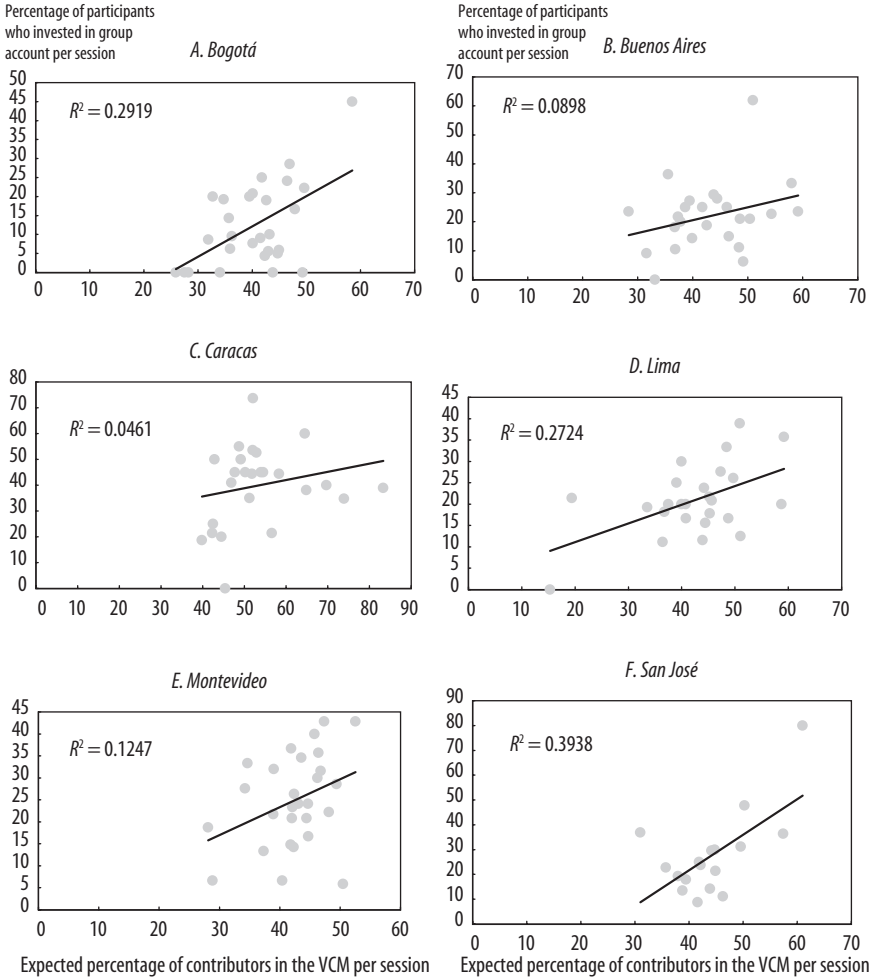 Percentage of participants
who invested in group
account per session
A. Bogotá
50
45
40
35
30
25
20
15
10
5
0
R² = 0.2919
0 10 20 30 40 50 60 70
Percentage of participants
who invested in group
account per session
B. Buenos Aires
70
60
50
40
30
20
10
0
R² = 0.0898
0 10 20 30 40 50 60 70
C. Caracas
80
70
60
50
40
30
20
10
0
R² = 0.0461
0 10 20 30 40 50 60 70 80 90
D. Lima
45
40
35
30
25
20
15
10
5
0
R² = 0.2724
0 10 20 30 40 50 60 70
E. Montevideo
45
40
35
30
25
20
15
10
5
0
R² = 0.1247
0 10 20 30 40 50 60
Expected percentage of contributors in the VCM per session
F. San José
90
80
70
60
50
40
30
20
10
0
R² = 0.3938
0 10 20 30 40 50 60 70
Expected percentage of contributors in the VCM per session